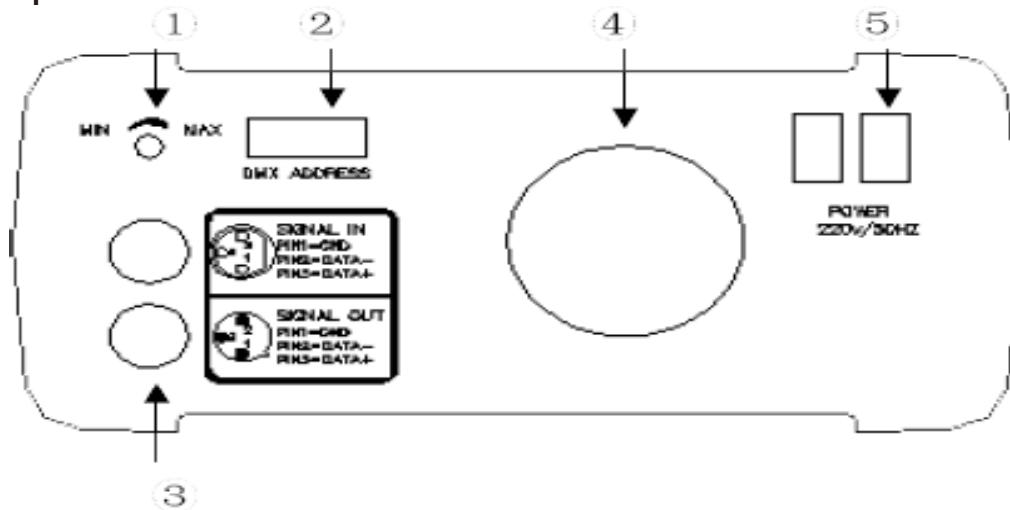 ① ② ④ ⑤
MIN MAX
DMX ADDRESS
SIGNAL IN
PIN1=GND
PIN2=DATA-
PIN3=DATA+
SIGNAL OUT
PIN1=GND
PIN2=DATA-
PIN3=DATA+
POWER
220v/50HZ
③